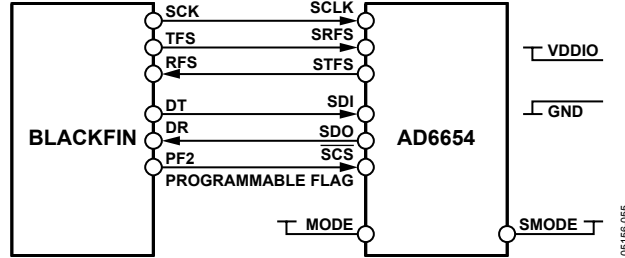 SCK SCLK
TFS SRFS
RFS STFS
VDDIO
DT SDI
GND
BLACKFIN
DR SDO
AD6654
PF2 SCS
PROGRAMMABLE FLAG
MODE
SMODE
05156-055